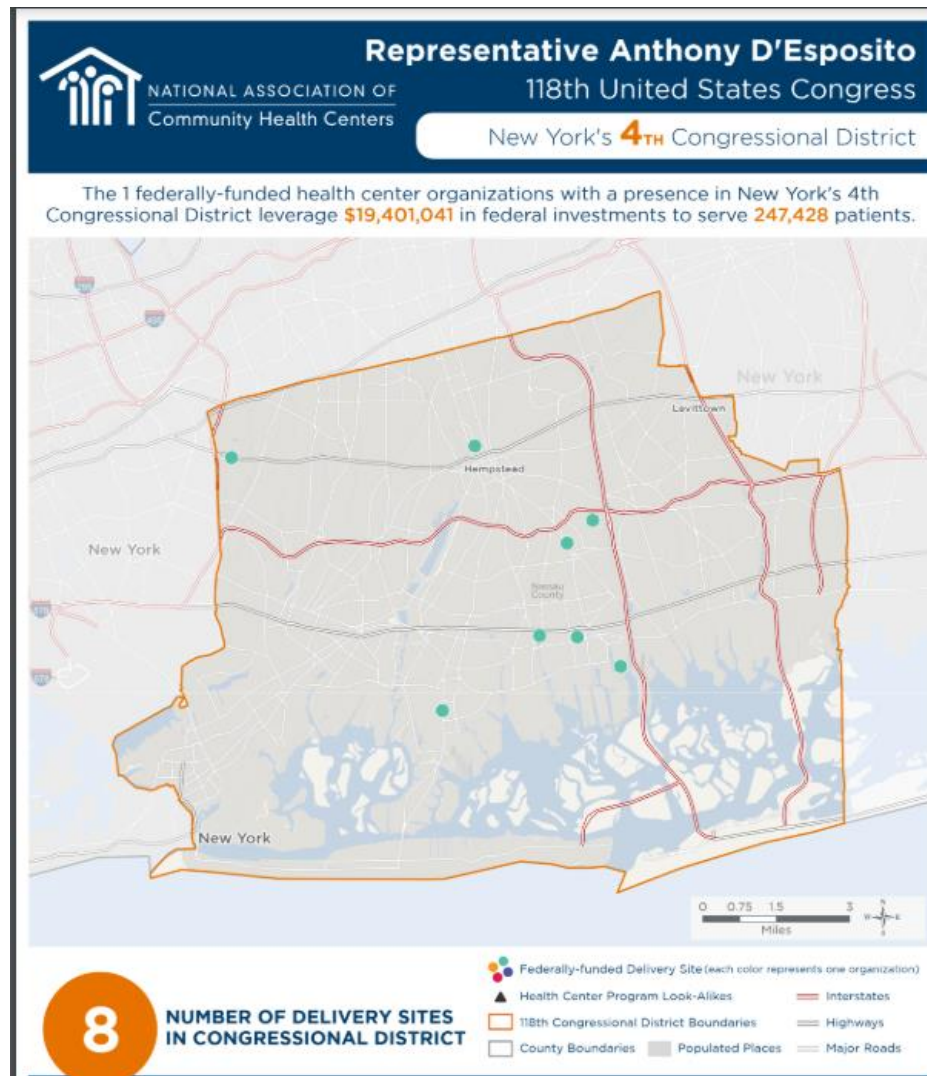 Representative Anthony D'Esposito
118th United States Congress
NATIONAL ASSOCIATION OF
Community Health Centers
New York's 4TH Congressional District
The 1 federally-funded health center organizations with a presence in New York's 4th
Congressional District leverage $19,401,041 in federal investments to serve 247,428 patients.
New York
Levittown
Hempstead
New York
Nassau
County
New York
0 0.75 1.5 3
Miles
N
W E
S
8
NUMBER OF DELIVERY SITES
IN CONGRESSIONAL DISTRICT
Federally-funded Delivery Site (each color represents one organization)
Health Center Program Look-Alikes
Interstates
118th Congressional District Boundaries
Highways
County Boundaries
Populated Places
Major Roads